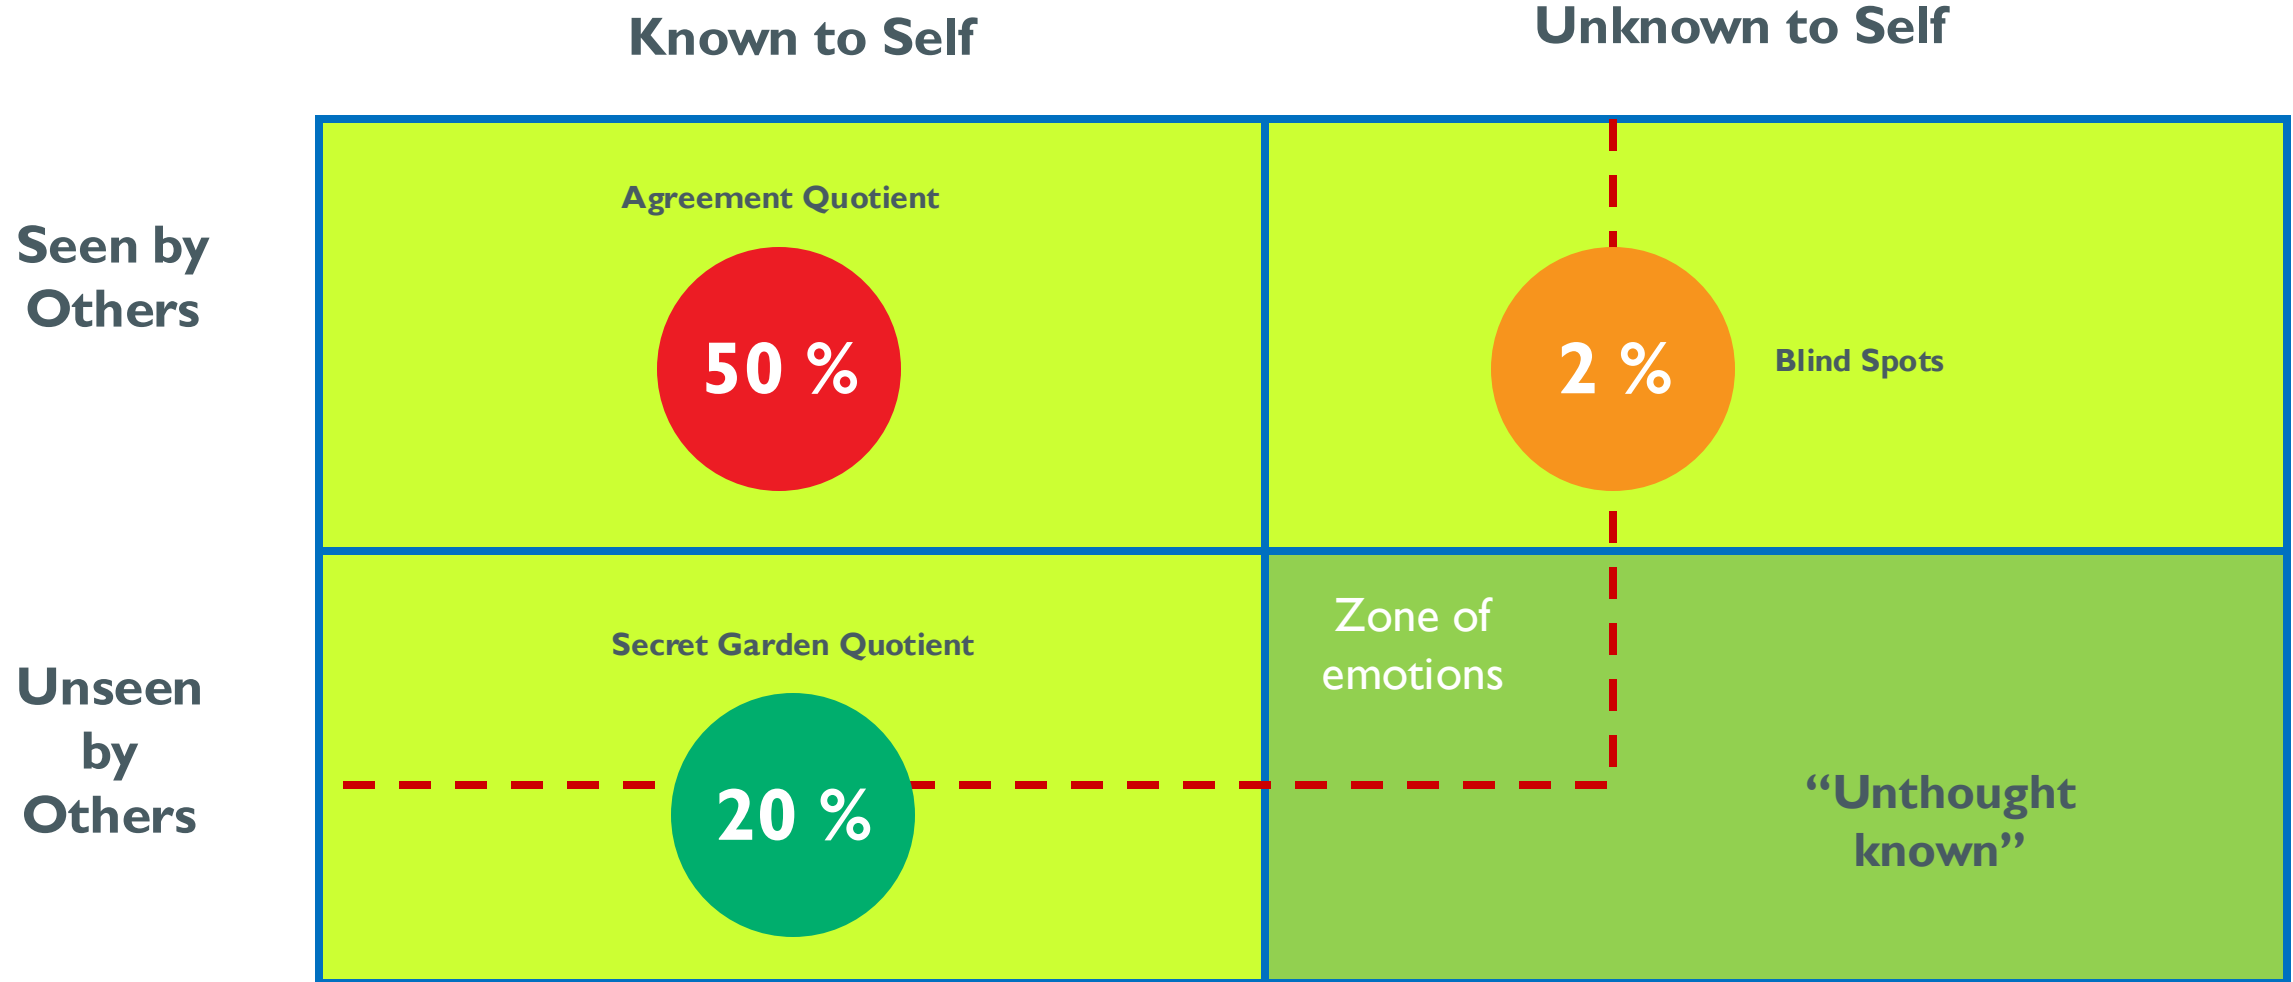 Known to Self
Unknown to Self
Seen by
Others
Agreement Quotient
50 %
2 %
Blind Spots
Unseen
by
Others
Secret Garden Quotient
20 %
Zone of
emotions
“Unthought
known”